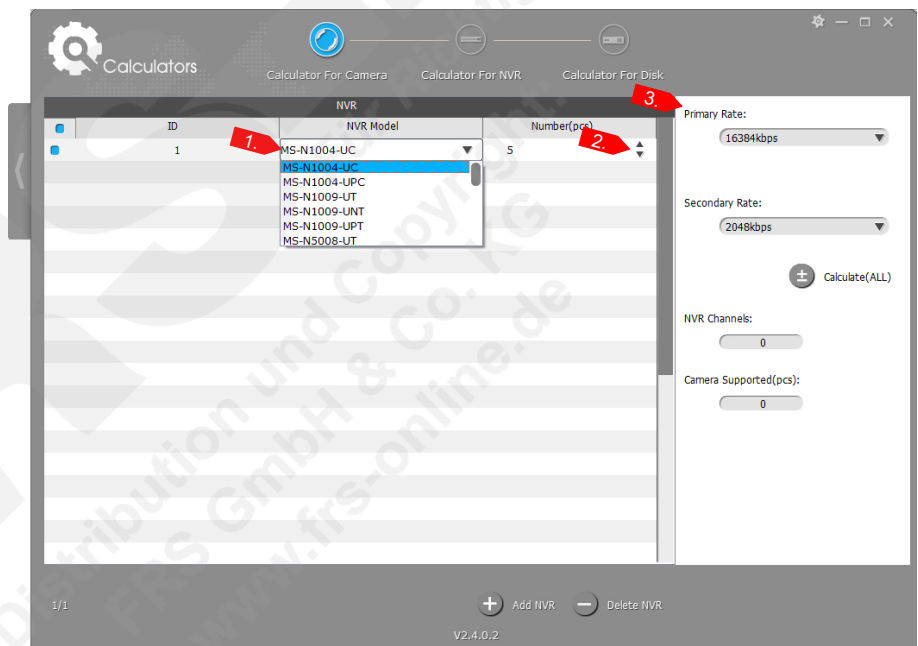 Calculators
Calculator For Camera
Calculator For NVR
Calculator For Disk
NVR
ID
NVR Model
Number(pcs)
1
MS-N1004-UC
5
MS-N1004-UC
MS-N1004-UPC
MS-N1009-UT
MS-N1009-UNT
MS-N1009-UPT
MS-N5008-UT
1.
2.
3.
Primary Rate:
16384kbps
Secondary Rate:
2048kbps
± Calculate(ALL)
NVR Channels:
0
Camera Supported(pcs):
0
1/1
+ Add NVR
− Delete NVR
V2.4.0.2
Distribution und Copyright.
FRS GmbH & Co. KG
www.frs-online.de